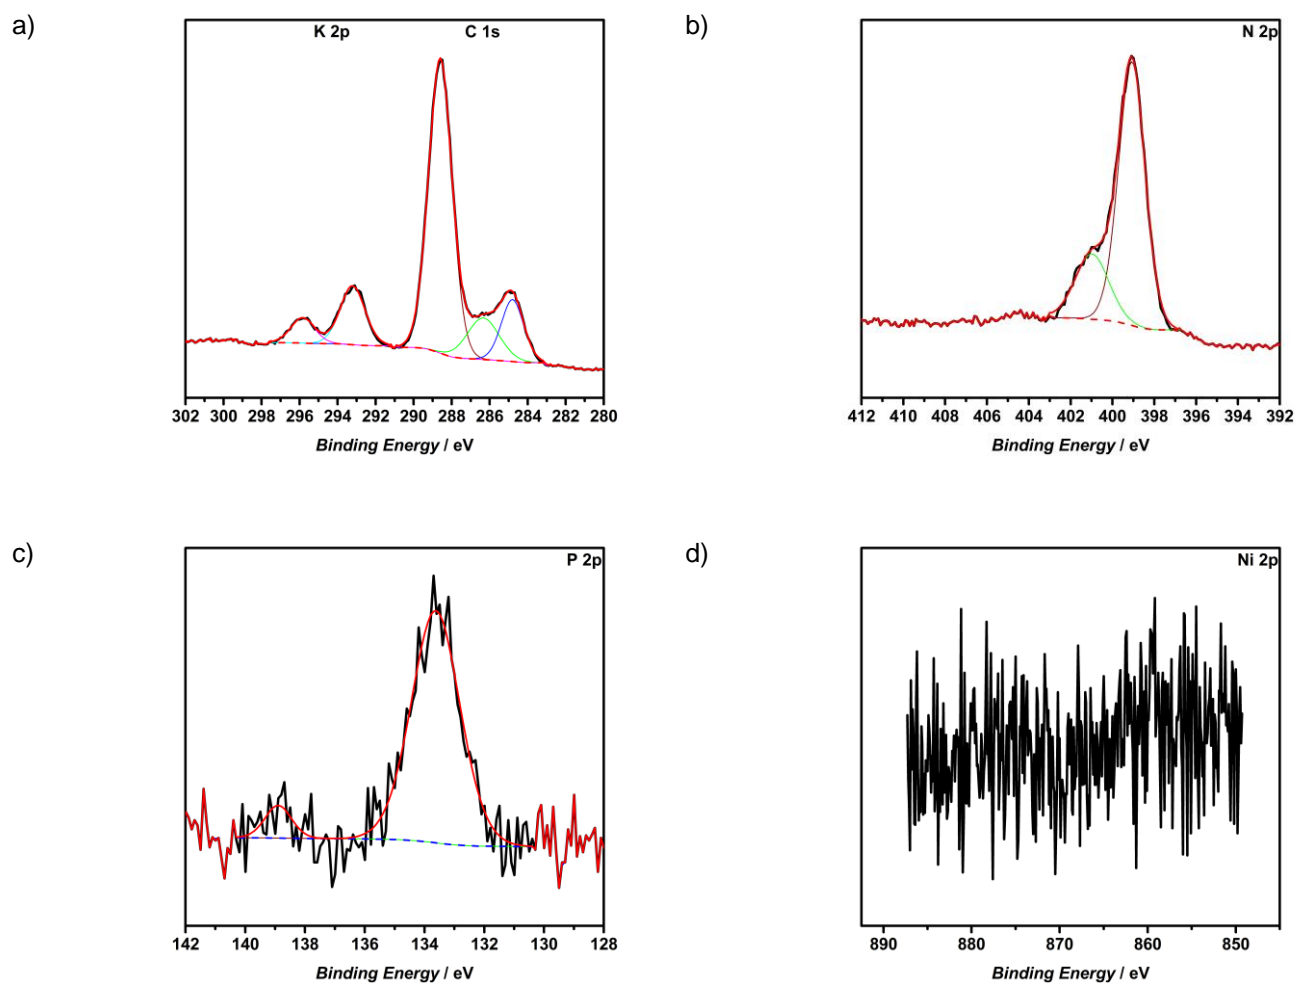 a)
K 2p C 1s
302 300 298 296 294 292 290 288 286 284 282 280
Binding Energy / eV
b)
N 2p
412 410 408 406 404 402 400 398 396 394 392
Binding Energy / eV
c)
P 2p
142 140 138 136 134 132 130 128
Binding Energy / eV
d)
Ni 2p
890 880 870 860 850
Binding Energy / eV